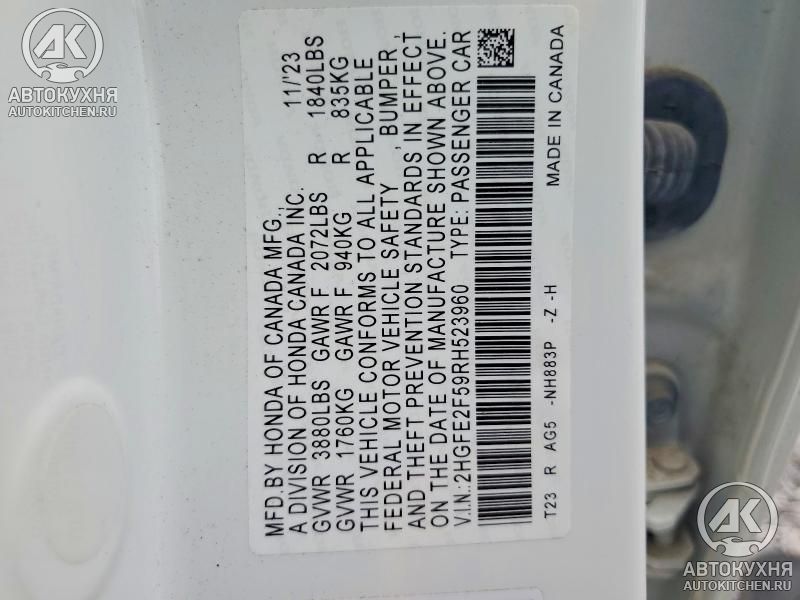 MFD.BY HONDA OF CANADA MFG.,
A DIVISION OF HONDA CANADA INC. 11/'23
GVWR 3880LBS GAWR F 2072LBS R 1840LBS
GVWR 1760KG GAWR F 940KG R 835KG
THIS VEHICLE CONFORMS TO ALL APPLICABLE
FEDERAL MOTOR VEHICLE SAFETY, BUMPER,
AND THEFT PREVENTION STANDARDS IN EFFECT
ON THE DATE OF MANUFACTURE SHOWN ABOVE.
V.I.N.:2HGFE2F59RH523960 TYPE: PASSENGER CAR
T23 R AG5 -NH883P -Z -H MADE IN CANADA
АК
АВТОКУХНЯ
AUTOKITCHEN.RU
АК
АВТОКУХНЯ
AUTOKITCHEN.RU